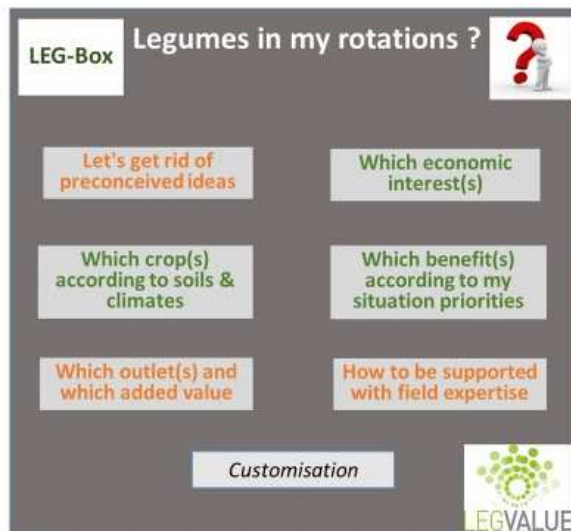 LEG-Box
Legumes in my rotations ?
Let's get rid of
preconceived ideas
Which economic
interest(s)
Which crop(s)
according to soils &
climates
Which benefit(s)
according to my
situation priorities
Which outlet(s) and
which added value
How to be supported
with field expertise
Customisation
LEGVALUE